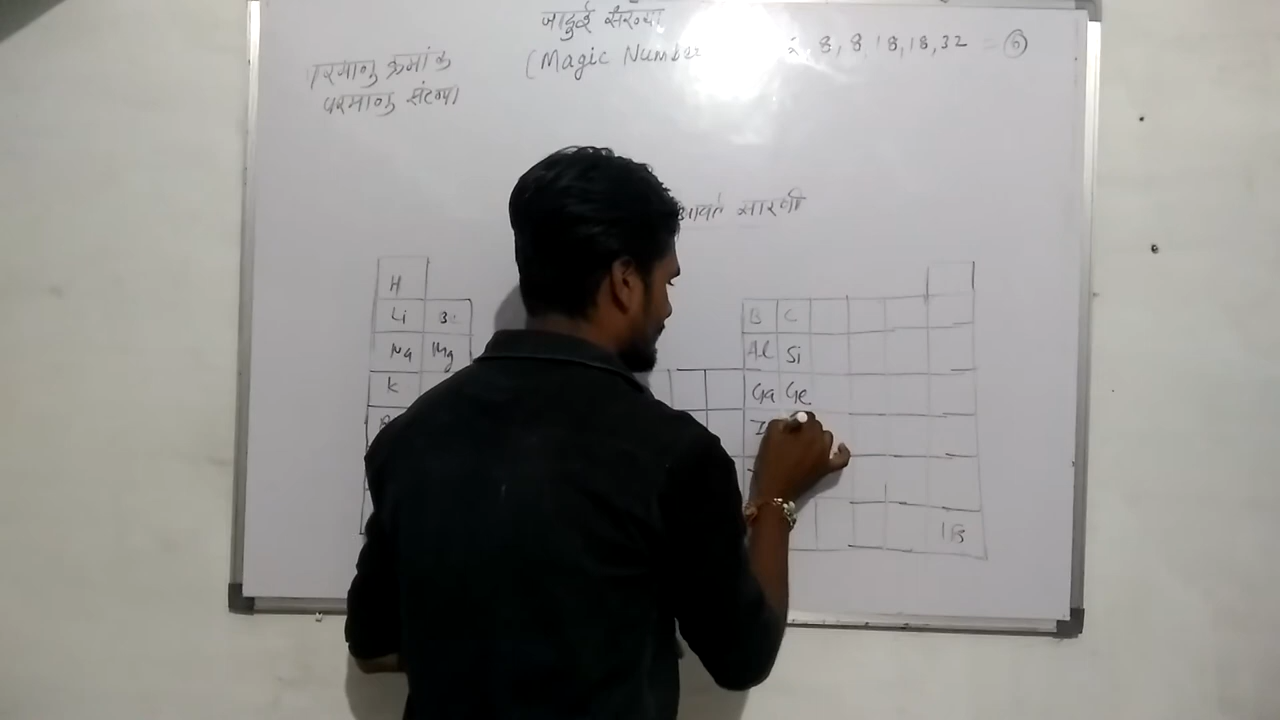 जादुई संख्या
(Magic Number 2, 8, 8, 18, 18, 32 = 6
परमाणु क्रमांक
परमाणु संख्या
आवर्त सारणी
H
Li Be B C
Na Mg Al Si
K Ga Ge
18